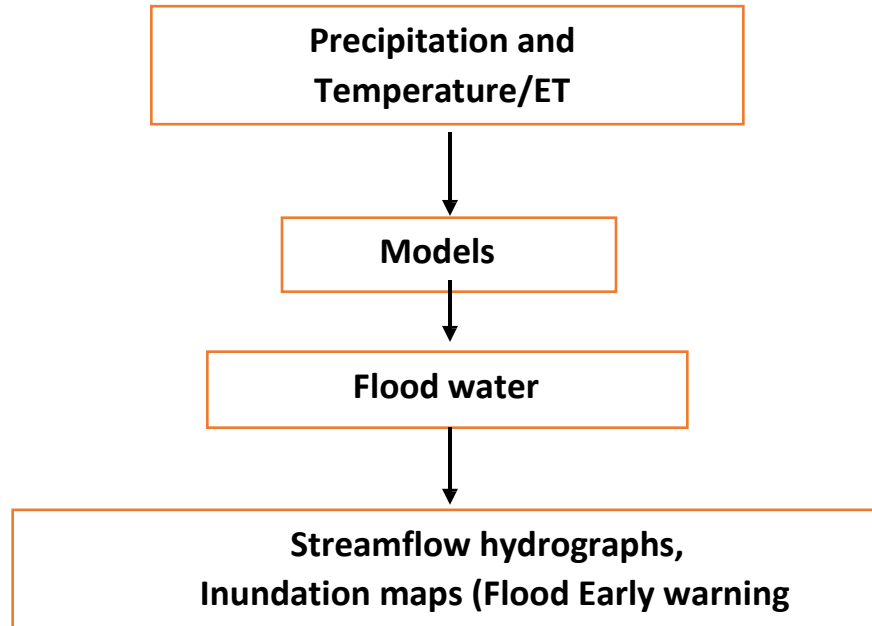 Precipitation and
Temperature/ET
Models
Flood water
Streamflow hydrographs,
Inundation maps (Flood Early warning